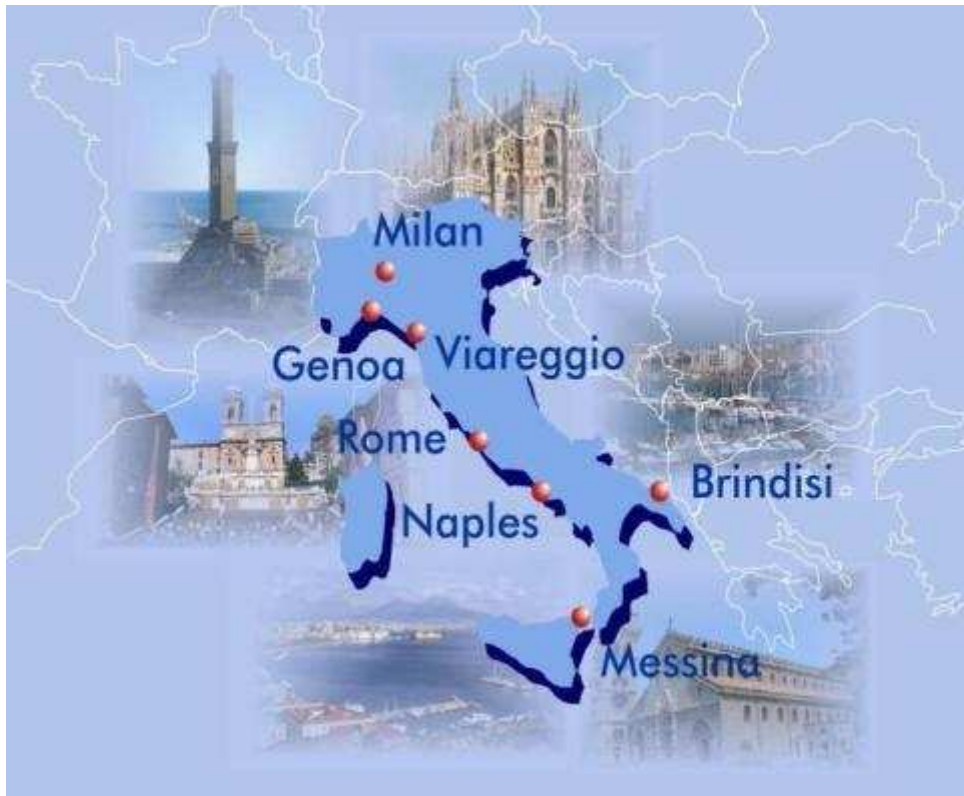 Milan
Genoa
Viareggio
Rome
Naples
Brindisi
Messina